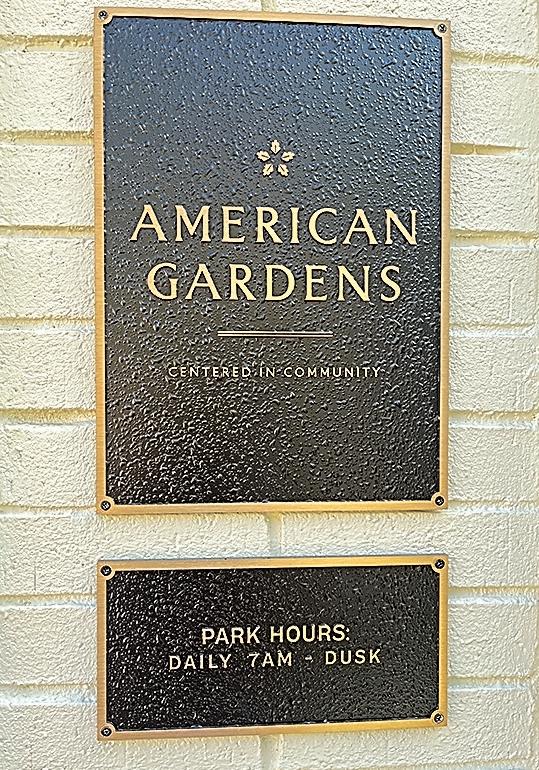 AMERICAN
GARDENS
CENTERED IN COMMUNITY
PARK HOURS:
DAILY 7AM - DUSK